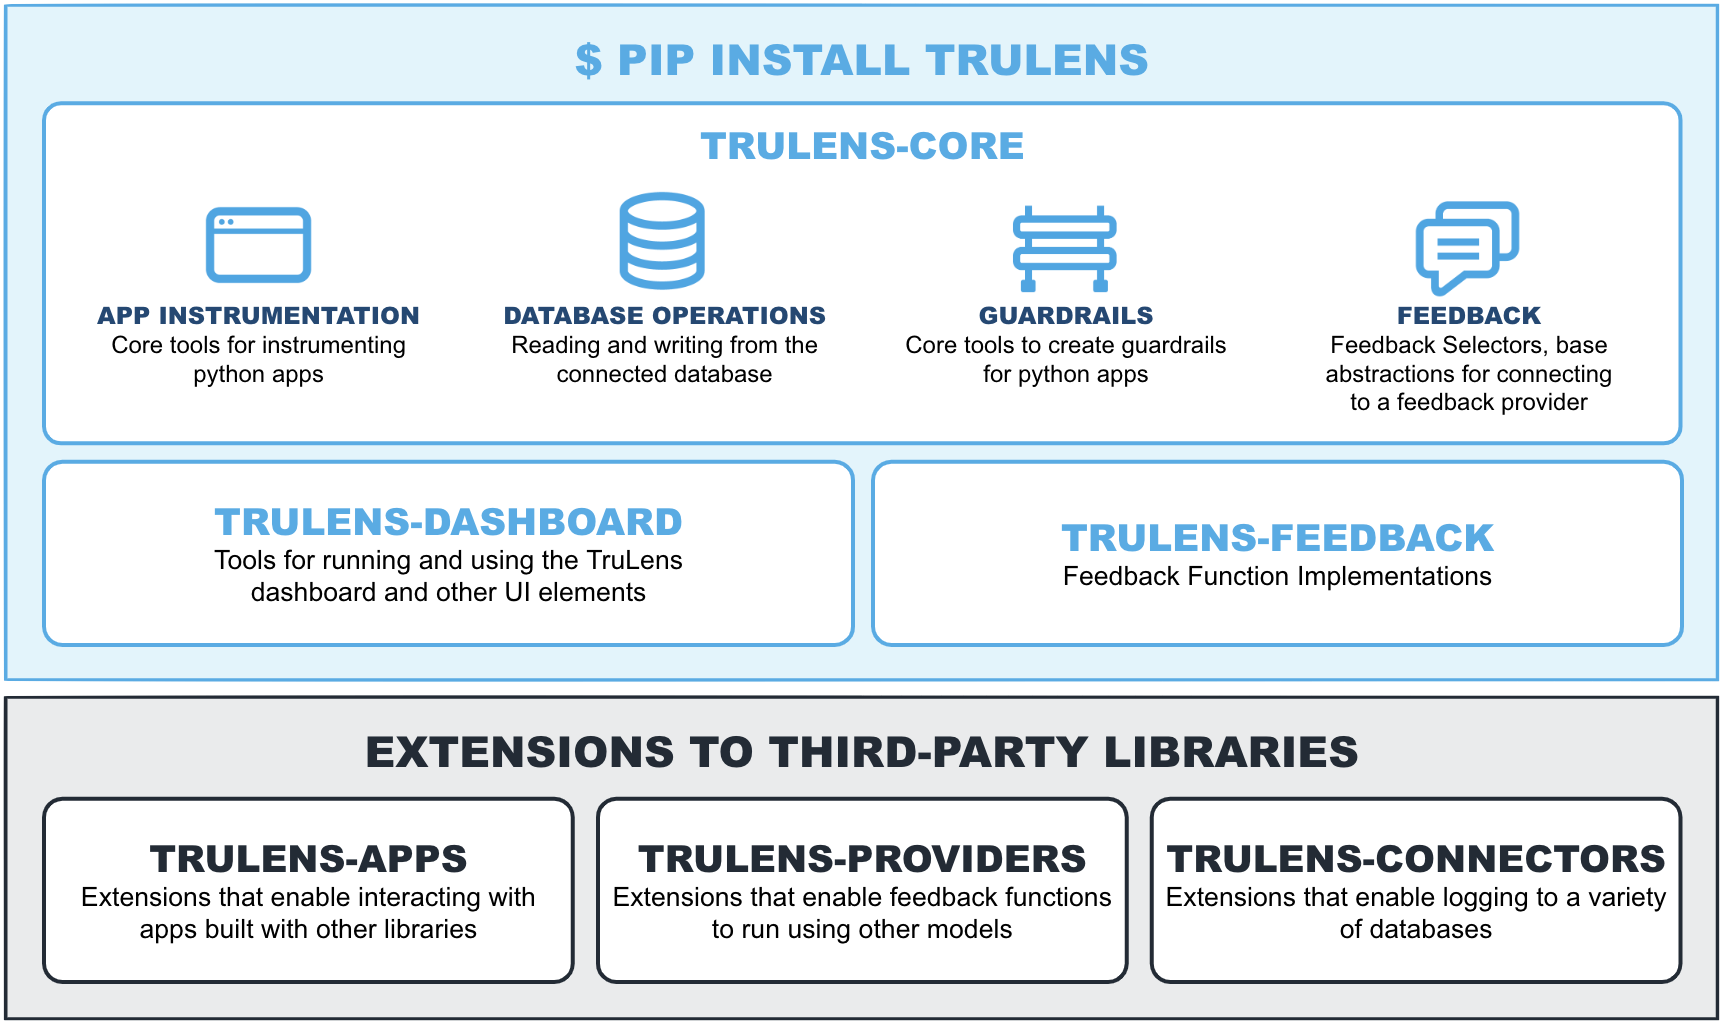 $ PIP INSTALL TRULENS
TRULENS-CORE
APP INSTRUMENTATION
Core tools for instrumenting
python apps
DATABASE OPERATIONS
Reading and writing from the
connected database
GUARDRAILS
Core tools to create guardrails
for python apps
FEEDBACK
Feedback Selectors, base
abstractions for connecting
to a feedback provider
TRULENS-DASHBOARD
Tools for running and using the TruLens
dashboard and other UI elements
TRULENS-FEEDBACK
Feedback Function Implementations
EXTENSIONS TO THIRD-PARTY LIBRARIES
TRULENS-APPS
Extensions that enable interacting with
apps built with other libraries
TRULENS-PROVIDERS
Extensions that enable feedback functions
to run using other models
TRULENS-CONNECTORS
Extensions that enable logging to a variety
of databases